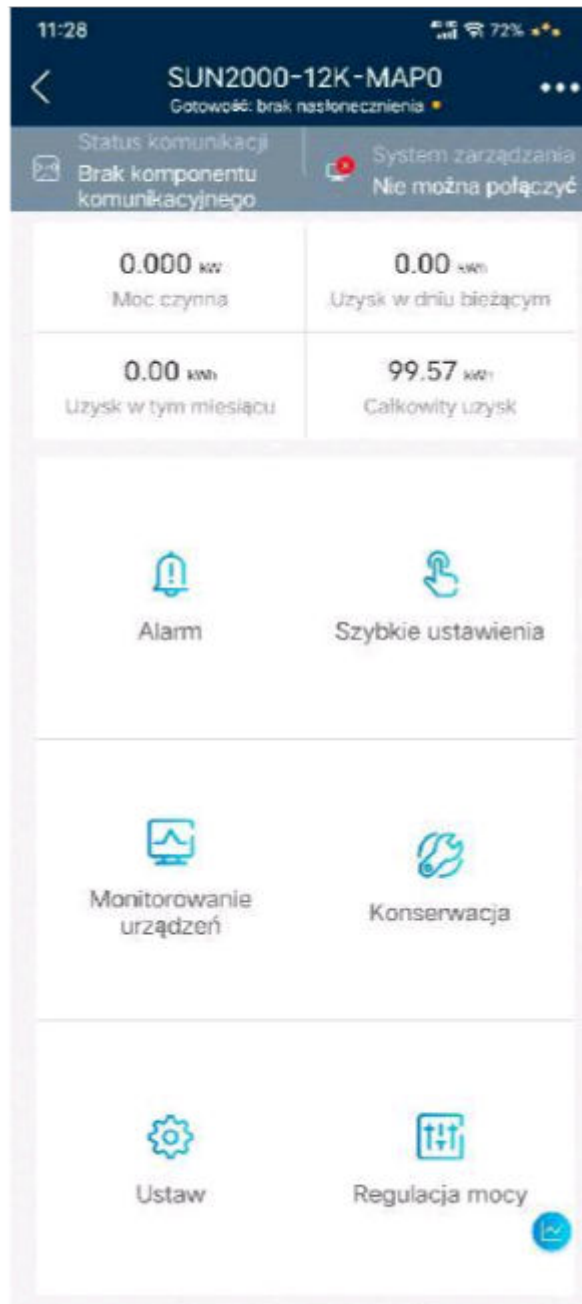 11:28
72%
SUN2000-12K-MAP0
Gotowość: brak nasłonecznienia
Status komunikacji
Brak komponentu
komunikacyjnego
System zarządzania
Nie można połączyć
0.000 kW
Moc czynna
0.00 kWh
Uzysk w dniu bieżącym
0.00 kWh
Uzysk w tym miesiącu
99.57 kWh
Całkowity uzysk
Alarm
Szybkie ustawienia
Monitorowanie
urządzeń
Konserwacja
Ustaw
Regulacja mocy